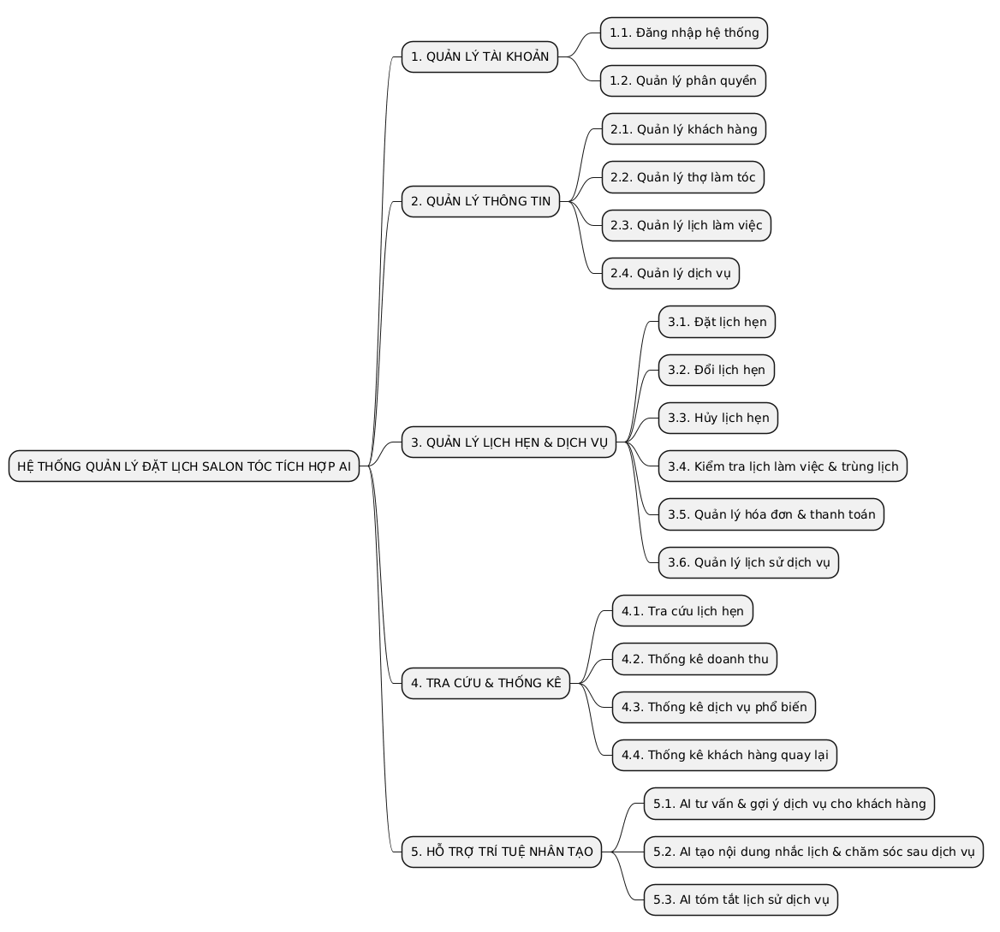 HỆ THỐNG QUẢN LÝ ĐẶT LỊCH SALON TÓC TÍCH HỢP AI
1. QUẢN LÝ TÀI KHOẢN
1.1. Đăng nhập hệ thống
1.2. Quản lý phân quyền
2. QUẢN LÝ THÔNG TIN
2.1. Quản lý khách hàng
2.2. Quản lý thợ làm tóc
2.3. Quản lý lịch làm việc
2.4. Quản lý dịch vụ
3. QUẢN LÝ LỊCH HẸN & DỊCH VỤ
3.1. Đặt lịch hẹn
3.2. Đổi lịch hẹn
3.3. Hủy lịch hẹn
3.4. Kiểm tra lịch làm việc & trùng lịch
3.5. Quản lý hóa đơn & thanh toán
3.6. Quản lý lịch sử dịch vụ
4. TRA CỨU & THỐNG KÊ
4.1. Tra cứu lịch hẹn
4.2. Thống kê doanh thu
4.3. Thống kê dịch vụ phổ biến
4.4. Thống kê khách hàng quay lại
5. HỖ TRỢ TRÍ TUỆ NHÂN TẠO
5.1. AI tư vấn & gợi ý dịch vụ cho khách hàng
5.2. AI tạo nội dung nhắc lịch & chăm sóc sau dịch vụ
5.3. AI tóm tắt lịch sử dịch vụ